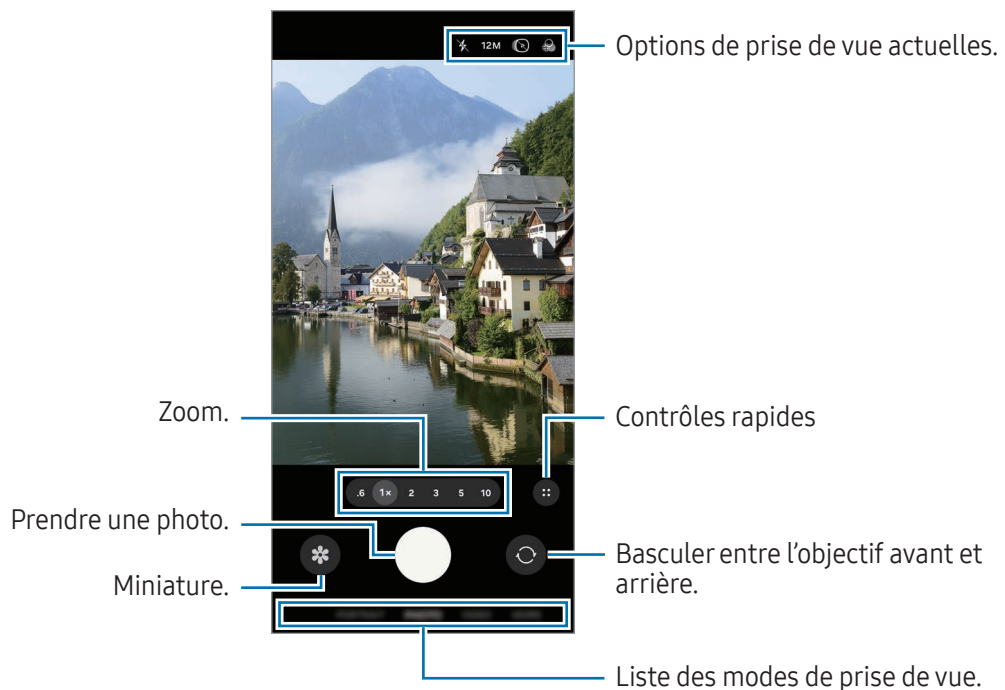 Options de prise de vue actuelles.
12M
Zoom.
Contrôles rapides
.6 1× 2 3 5 10
Prendre une photo.
Basculer entre l'objectif avant et
arrière.
Miniature.
Liste des modes de prise de vue.